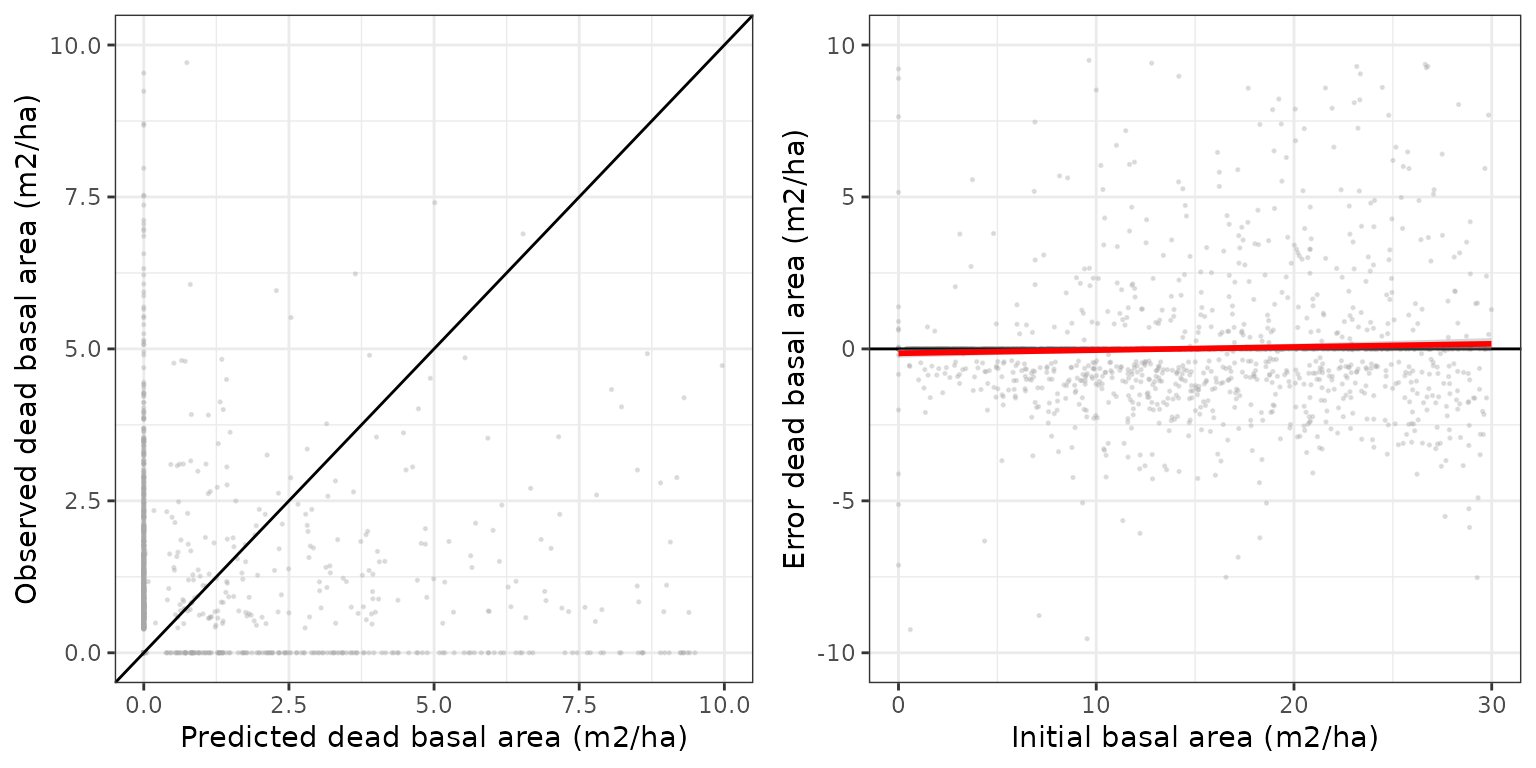 Observed dead basal area (m2/ha)
10.0
7.5
5.0
2.5
0.0
0.0 2.5 5.0 7.5 10.0
Predicted dead basal area (m2/ha)
Error dead basal area (m2/ha)
10
5
0
-5
-10
0 10 20 30
Initial basal area (m2/ha)